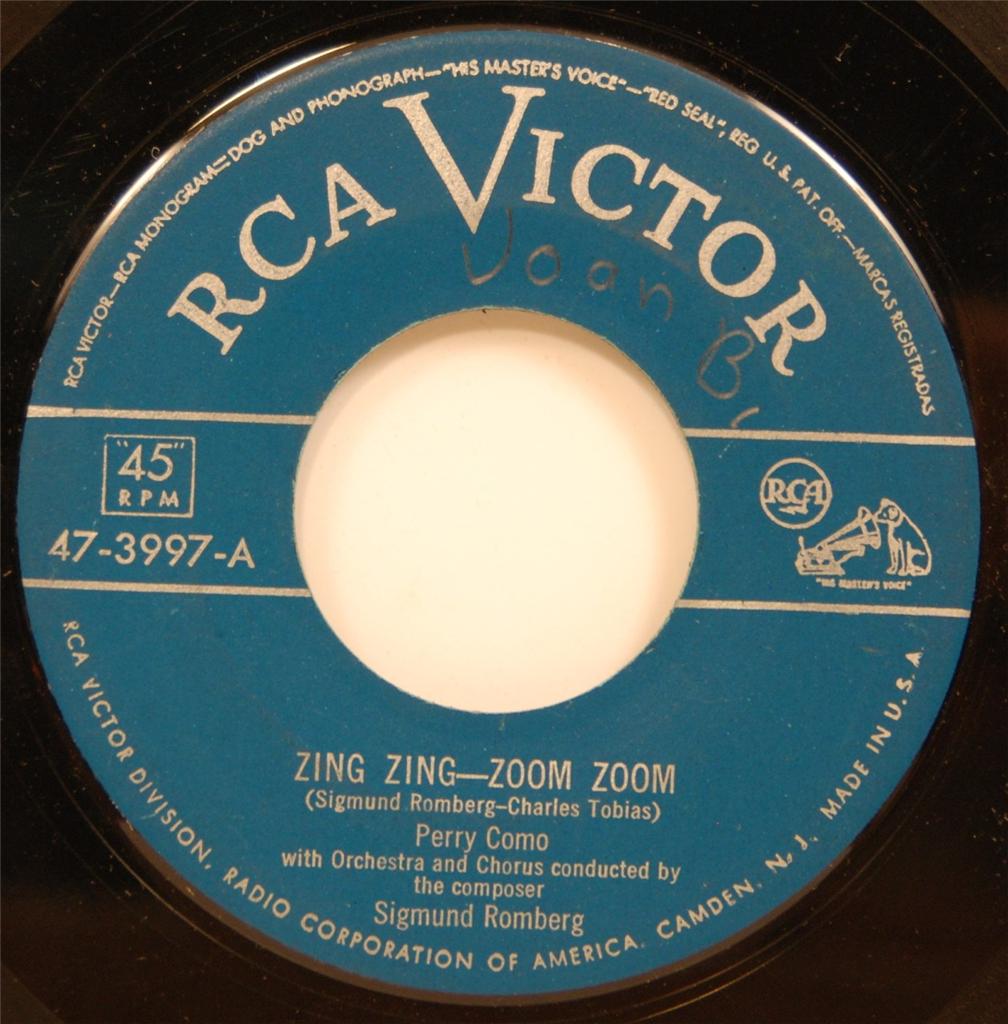 RCA VICTOR—RCA MONOGRAM—DOG AND PHONOGRAPH—"HIS MASTER'S VOICE"—"RED SEAL", REG. U. S. PAT. OFF.—MARCAS REGISTRADAS
RCA VICTOR
Joan B.
"45"
RPM
47-3997-A
RCA
"HIS MASTER'S VOICE"
ZING ZING—ZOOM ZOOM
(Sigmund Romberg-Charles Tobias)
Perry Como
with Orchestra and Chorus conducted by
the composer
Sigmund Romberg
RCA VICTOR DIVISION, RADIO CORPORATION OF AMERICA, CAMDEN, N. J. MADE IN U. S. A.